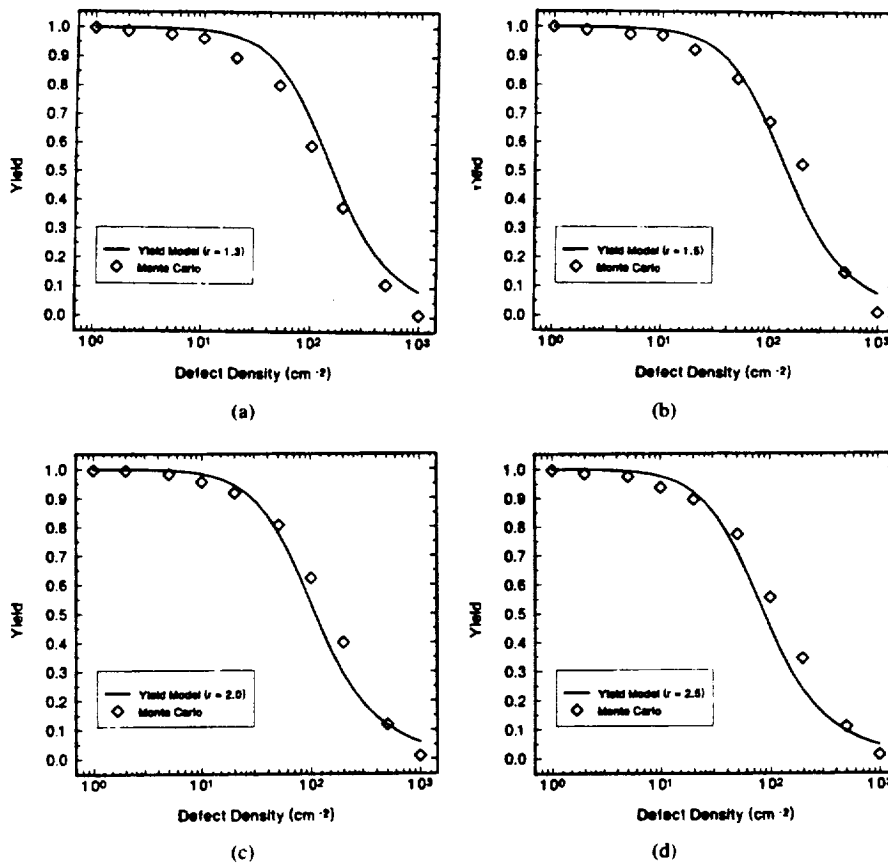 1.0
0.9
0.8
0.7
0.6
0.5
0.4
0.3
0.2
0.1
0.0
Yield
Yield Model (r = 1.3)
Monte Carlo
10⁰ 10¹ 10² 10³
Defect Density (cm⁻²)
(a)
1.0
0.9
0.8
0.7
0.6
0.5
0.4
0.3
0.2
0.1
0.0
Yield
Yield Model (r = 1.5)
Monte Carlo
10⁰ 10¹ 10² 10³
Defect Density (cm⁻²)
(b)
1.0
0.9
0.8
0.7
0.6
0.5
0.4
0.3
0.2
0.1
0.0
Yield
Yield Model (r = 2.0)
Monte Carlo
10⁰ 10¹ 10² 10³
Defect Density (cm⁻²)
(c)
1.0
0.9
0.8
0.7
0.6
0.5
0.4
0.3
0.2
0.1
0.0
Yield
Yield Model (r = 2.5)
Monte Carlo
10⁰ 10¹ 10² 10³
Defect Density (cm⁻²)
(d)